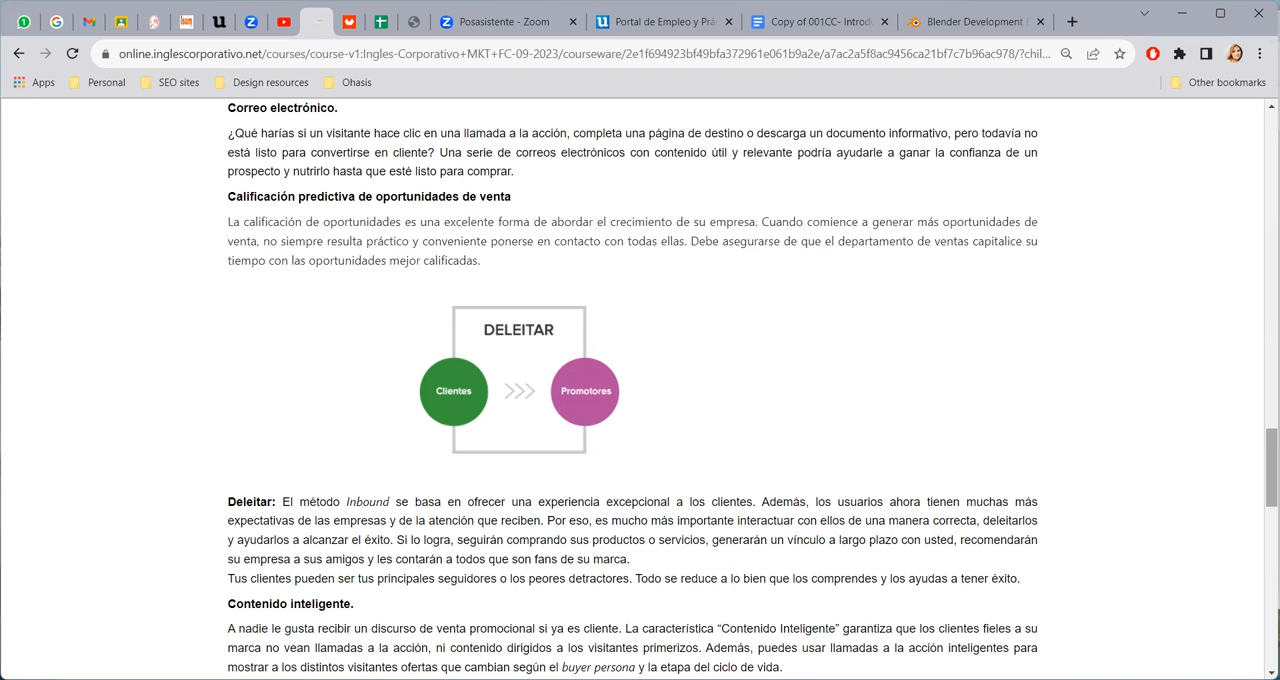 Posasistente - Zoom
Portal de Empleo y Prá
Copy of 001CC- Introd
Blender Development
online.inglescorporativo.net/courses/course-v1:Ingles-Corporativo+MKT+FC-09-2023/courseware/2e1f694923bf49bfa372961e061b9a2e/a7ac2a5f8ac9456ca21bf7c7b96ac978/?chil...
Apps
Personal
SEO sites
Design resources
Ohasis
Other bookmarks
Correo electrónico.
¿Qué harías si un visitante hace clic en una llamada a la acción, completa una página de destino o descarga un documento informativo, pero todavía no
está listo para convertirse en cliente? Una serie de correos electrónicos con contenido útil y relevante podría ayudarle a ganar la confianza de un
prospecto y nutrirlo hasta que esté listo para comprar.
Calificación predictiva de oportunidades de venta
La calificación de oportunidades es una excelente forma de abordar el crecimiento de su empresa. Cuando comience a generar más oportunidades de
venta, no siempre resulta práctico y conveniente ponerse en contacto con todas ellas. Debe asegurarse de que el departamento de ventas capitalice su
tiempo con las oportunidades mejor calificadas.
DELEITAR
Clientes
Promotores
Deleitar: El método Inbound se basa en ofrecer una experiencia excepcional a los clientes. Además, los usuarios ahora tienen muchas más
expectativas de las empresas y de la atención que reciben. Por eso, es mucho más importante interactuar con ellos de una manera correcta, deleitarlos
y ayudarlos a alcanzar el éxito. Si lo logra, seguirán comprando sus productos o servicios, generarán un vínculo a largo plazo con usted, recomendarán
su empresa a sus amigos y les contarán a todos que son fans de su marca.
Tus clientes pueden ser tus principales seguidores o los peores detractores. Todo se reduce a lo bien que los comprendes y los ayudas a tener éxito.
Contenido inteligente.
A nadie le gusta recibir un discurso de venta promocional si ya es cliente. La característica “Contenido Inteligente” garantiza que los clientes fieles a su
marca no vean llamadas a la acción, ni contenido dirigidos a los visitantes primerizos. Además, puedes usar llamadas a la acción inteligentes para
mostrar a los distintos visitantes ofertas que cambian según el buyer persona y la etapa del ciclo de vida.